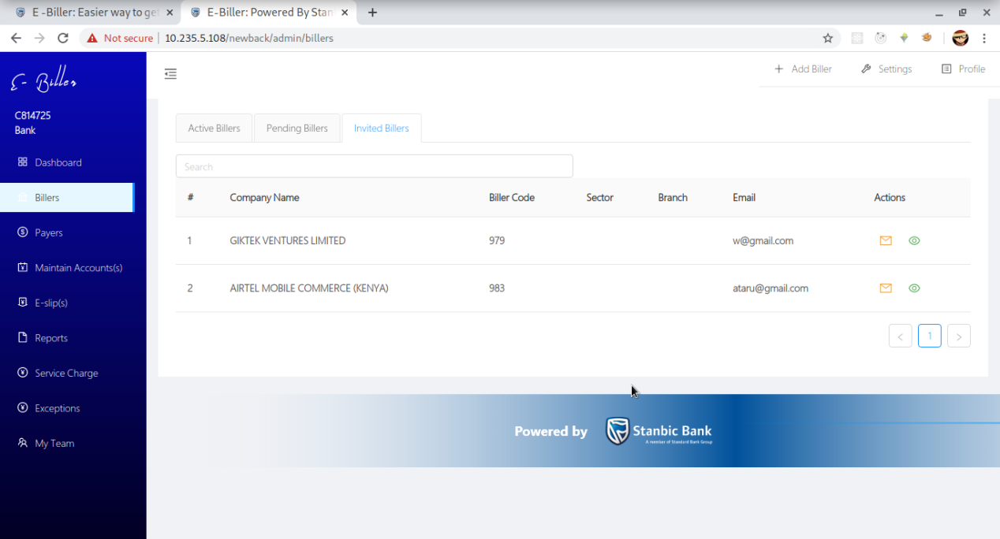 E -Biller: Easier way to get
E-Biller: Powered By Stan
Not secure
10.235.5.108/newback/admin/billers
E- Biller
Add Biller
Settings
Profile
C814725
Bank
Dashboard
Billers
Payers
Maintain Accounts(s)
E-slip(s)
Reports
Service Charge
Exceptions
My Team
Active Billers
Pending Billers
Invited Billers
Search
# Company Name Biller Code Sector Branch Email Actions
1 GIKTEK VENTURES LIMITED 979 w@gmail.com
2 AIRTEL MOBILE COMMERCE (KENYA) 983 ataru@gmail.com
< 1 >
Powered by
Stanbic Bank
A member of Standard Bank Group